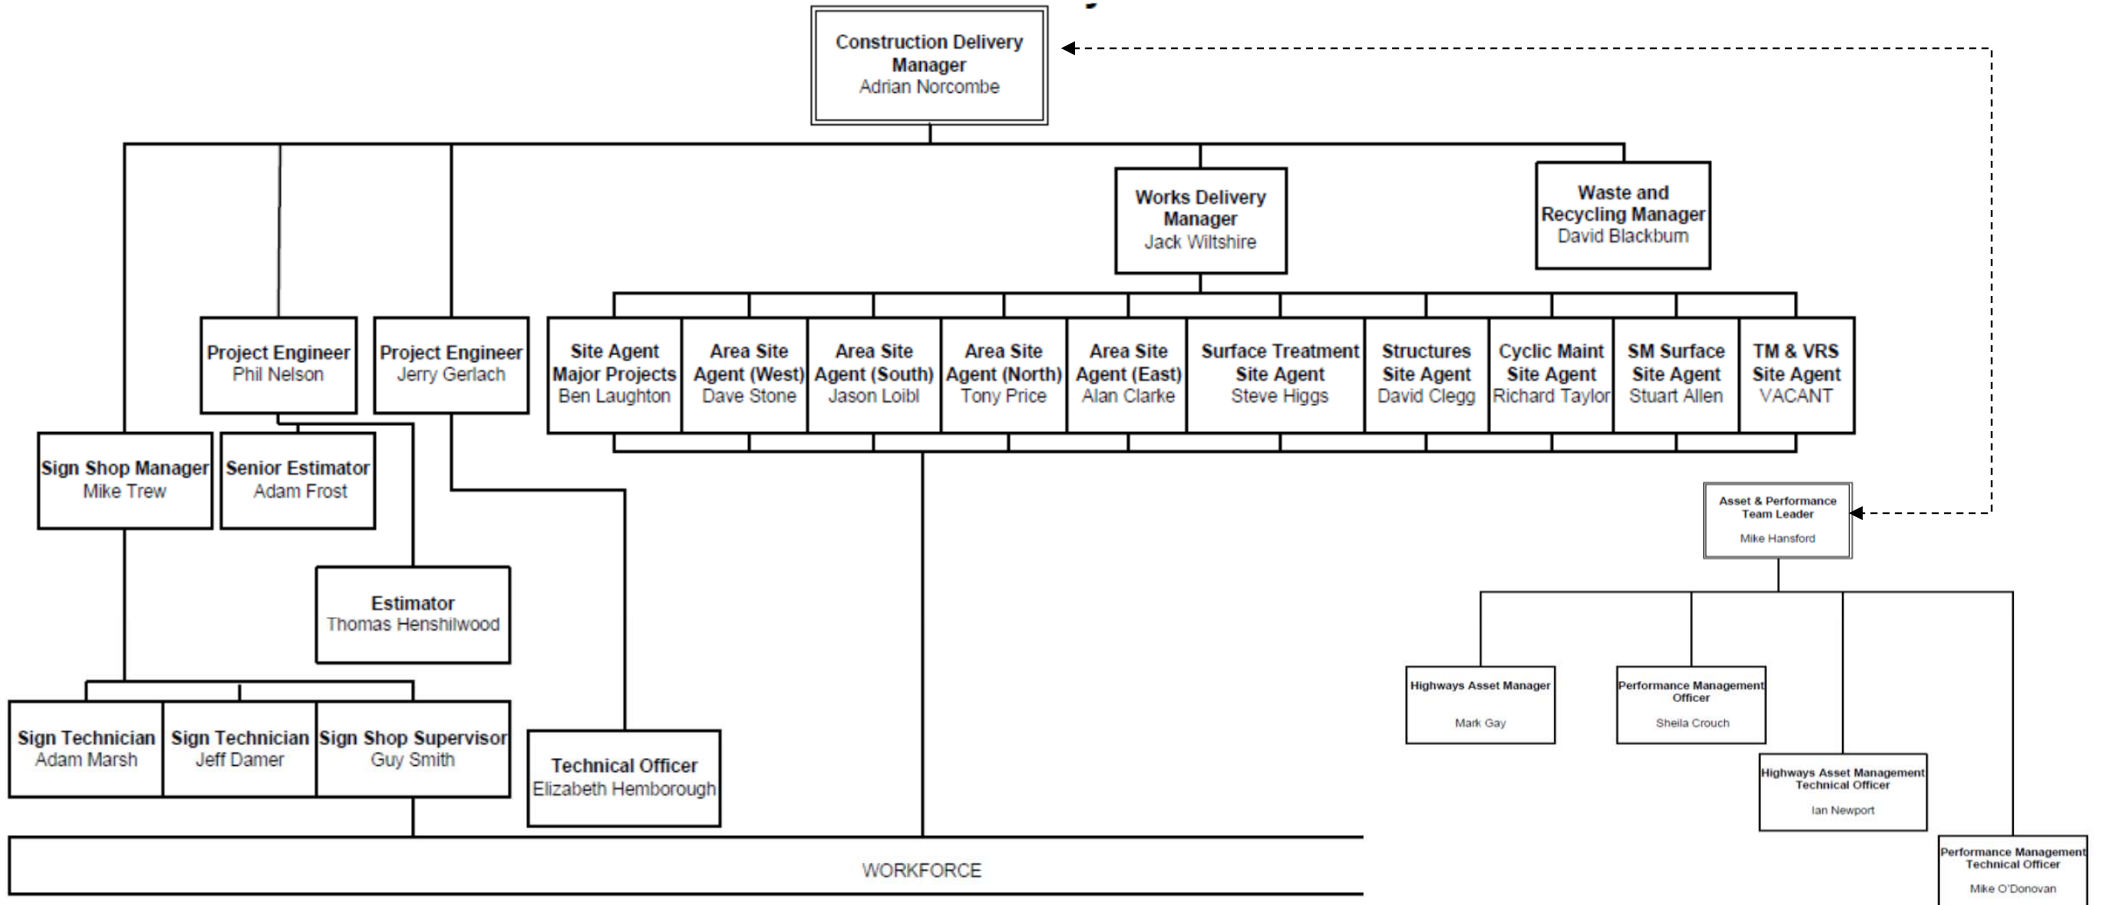 Construction Delivery
Manager
Adrian Norcombe
Works Delivery
Manager
Jack Wiltshire
Waste and
Recycling Manager
David Blackburn
Project Engineer
Phil Nelson
Project Engineer
Jerry Gerlach
Site Agent
Major Projects
Ben Laughton
Area Site
Agent (West)
Dave Stone
Area Site
Agent (South)
Jason Loibl
Area Site
Agent (North)
Tony Price
Area Site
Agent (East)
Alan Clarke
Surface Treatment
Site Agent
Steve Higgs
Structures
Site Agent
David Clegg
Cyclic Maint
Site Agent
Richard Taylor
SM Surface
Site Agent
Stuart Allen
TM & VRS
Site Agent
VACANT
Sign Shop Manager
Mike Trew
Senior Estimator
Adam Frost
Asset & Performance
Team Leader
Mike Hansford
Estimator
Thomas Henshilwood
Highways Asset Manager
Mark Gay
Performance Management
Officer
Sheila Crouch
Sign Technician
Adam Marsh
Sign Technician
Jeff Damer
Sign Shop Supervisor
Guy Smith
Technical Officer
Elizabeth Hemborough
Highways Asset Management
Technical Officer
Ian Newport
Performance Management
Technical Officer
Mike O'Donovan
WORKFORCE